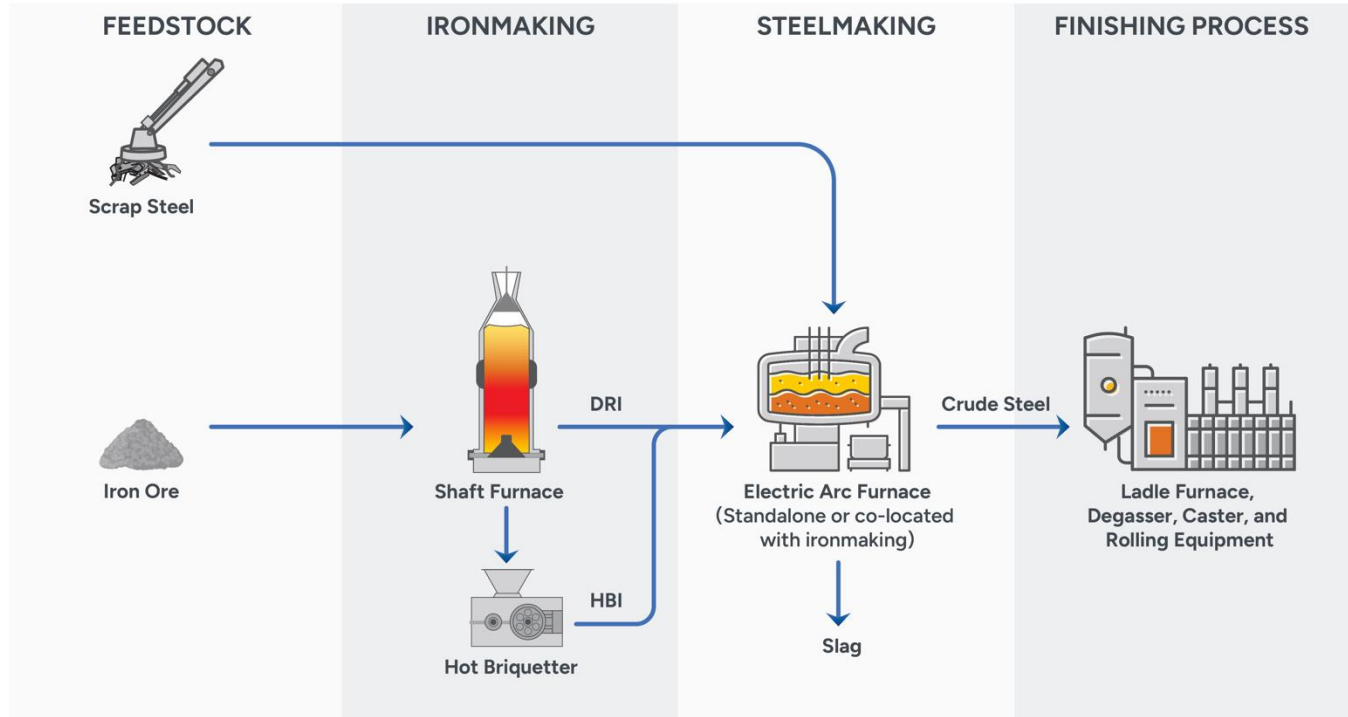 FEEDSTOCK
IRONMAKING
STEELMAKING
FINISHING PROCESS
Scrap Steel
Iron Ore
Shaft Furnace
DRI
HBI
Hot Briquetter
Electric Arc Furnace
(Standalone or co-located
with ironmaking)
Slag
Crude Steel
Ladle Furnace,
Degasser, Caster, and
Rolling Equipment